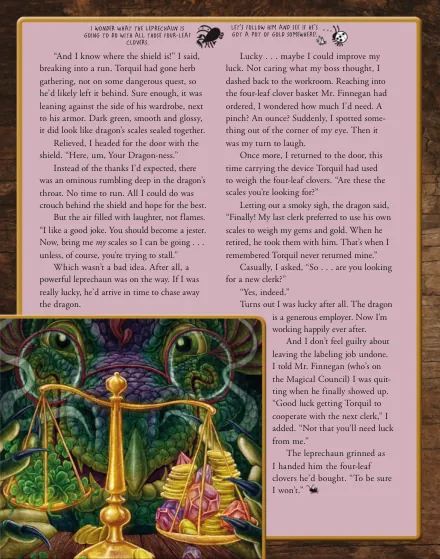 I WONDER WHAT THE LEPRECHAUN IS
GOING TO DO WITH ALL THOSE FOUR-LEAF
CLOVERS.
LET'S FOLLOW HIM AND SEE IF HE'S
GOT A POT OF GOLD SOMEWHERE.
"And I know where the shield is!" I said,
breaking into a run. Torquil had gone herb
gathering, not on some dangerous quest, so
he'd likely left it behind. Sure enough, it was
leaning against the side of his wardrobe, next
to his armor. Dark green, smooth and glossy,
it did look like dragon's scales sealed together.
Relieved, I headed for the door with the
shield. "Here, um, Your Dragon-ness."
Instead of the thanks I'd expected, there
was an ominous rumbling deep in the dragon's
throat. No time to run. All I could do was
crouch behind the shield and hope for the best.
But the air filled with laughter, not flames.
"I like a good joke. You should become a jester.
Now, bring me my scales so I can be going . . .
unless, of course, you're trying to stall."
Which wasn't a bad idea. After all, a
powerful leprechaun was on the way. If I was
really lucky, he'd arrive in time to chase away
the dragon.
Lucky . . . maybe I could improve my
luck. Not caring what my boss thought, I
dashed back to the workroom. Reaching into
the four-leaf clover basket Mr. Finnegan had
ordered, I wondered how much I'd need. A
pinch? An ounce? Suddenly, I spotted some-
thing out of the corner of my eye. Then it
was my turn to laugh.
Once more, I returned to the door, this
time carrying the device Torquil had used
to weigh the four-leaf clovers. "Are these the
scales you're looking for?"
Letting out a smoky sigh, the dragon said,
"Finally! My last clerk preferred to use his own
scales to weigh my gems and gold. When he
retired, he took them with him. That's when I
remembered Torquil never returned mine."
Casually, I asked, "So . . . are you looking
for a new clerk?"
"Yes, indeed."
Turns out I was lucky after all. The dragon
is a generous employer. Now I'm
working happily ever after.
And I don't feel guilty about
leaving the labeling job undone.
I told Mr. Finnegan (who's on
the Magical Council) I was quit-
ting when he finally showed up.
"Good luck getting Torquil to
cooperate with the next clerk," I
added. "Not that you'll need luck
from me."
The leprechaun grinned as
I handed him the four-leaf
clovers he'd bought. "To be sure
I won't."